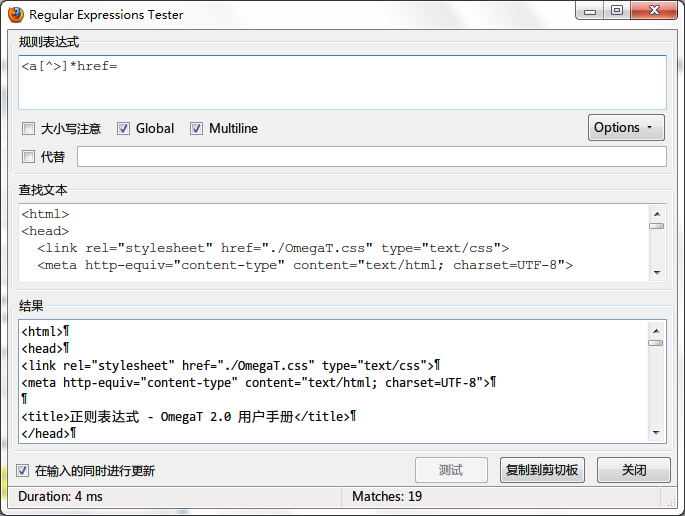 Regular Expressions Tester
规则表达式
<a[^>]*href=
大小写注意 Global Multiline Options
代替
查找文本
<html>
<head>
<link rel="stylesheet" href="./OmegaT.css" type="text/css">
<meta http-equiv="content-type" content="text/html; charset=UTF-8">
结果
<html>¶
<head>¶
<link rel="stylesheet" href="./OmegaT.css" type="text/css">¶
<meta http-equiv="content-type" content="text/html; charset=UTF-8">¶
¶
<title>正则表达式 - OmegaT 2.0 用户手册</title>¶
</head>¶
在输入的同时进行更新 测试 复制到剪切板 关闭
Duration: 4 ms Matches: 19